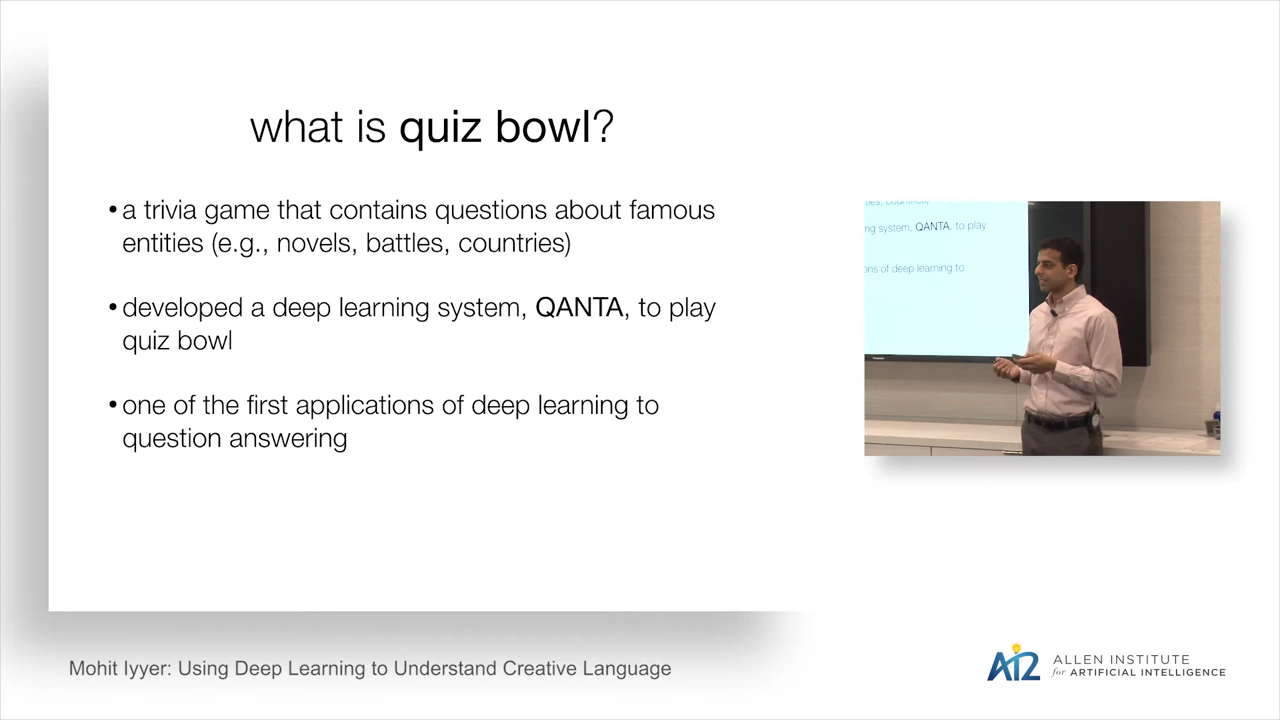 what is quiz bowl?
• a trivia game that contains questions about famous
entities (e.g., novels, battles, countries)
• developed a deep learning system, QANTA, to play
quiz bowl
• one of the first applications of deep learning to
question answering
ng system, QANTA, to play
ons of deep learning to
Mohit Iyyer: Using Deep Learning to Understand Creative Language
AI2 ALLEN INSTITUTE
for ARTIFICIAL INTELLIGENCE